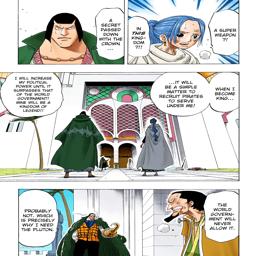 A SUPER
WEAPON
?!
IN
THIS
KING-
DOM?!
A
SECRET
PASSED
DOWN
WITH THE
CROWN...
WHEN I
BECOME
KING...
...IT WILL
BE A SIMPLE
MATTER TO
RECRUIT PIRATES
TO SERVE
UNDER ME!
I WILL INCREASE MY
POLITICAL
POWER UNTIL IT
SURPASSES THAT
OF THE WORLD
GOVERNMENT!
MINE WILL BE A
KINGDOM OF
LEGEND!!
THE WORLD
GOVERN-
MENT WILL
NEVER
ALLOW IT.
PROBABLY
NOT. WHICH IS
PRECISELY WHY
I NEED
THE PLUTON.